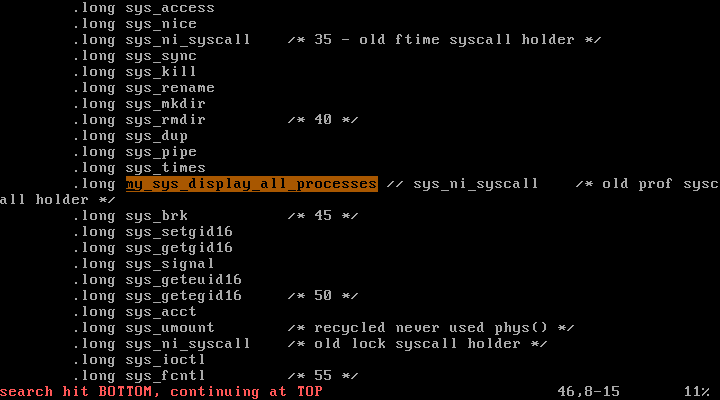 .long sys_access
.long sys_nice
.long sys_ni_syscall /* 35 - old ftime syscall holder */
.long sys_sync
.long sys_kill
.long sys_rename
.long sys_mkdir
.long sys_rmdir /* 40 */
.long sys_dup
.long sys_pipe
.long sys_times
.long my_sys_display_all_processes // sys_ni_syscall /* old prof sysc
all holder */
.long sys_brk /* 45 */
.long sys_setgid16
.long sys_getgid16
.long sys_signal
.long sys_geteuid16
.long sys_getegid16 /* 50 */
.long sys_acct
.long sys_umount /* recycled never used phys() */
.long sys_ni_syscall /* old lock syscall holder */
.long sys_ioctl
.long sys_fcntl /* 55 */
search hit BOTTOM, continuing at TOP 46,8-15 11%